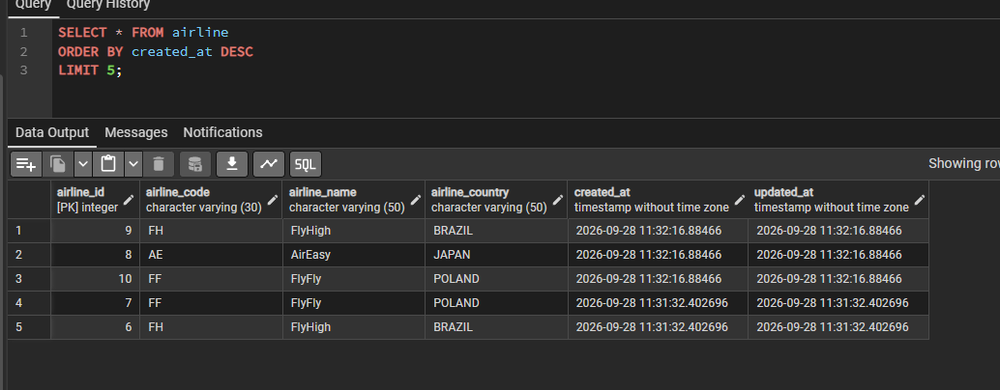 Query Query History
1 SELECT * FROM airline
2 ORDER BY created_at DESC
3 LIMIT 5;
Data Output Messages Notifications
SQL
Showing
airline_id airline_code airline_name airline_country created_at updated_at
[PK] integer character varying (30) character varying (50) character varying (50) timestamp without time zone timestamp without time zone
1 9 FH FlyHigh BRAZIL 2026-09-28 11:32:16.88466 2026-09-28 11:32:16.88466
2 8 AE AirEasy JAPAN 2026-09-28 11:32:16.88466 2026-09-28 11:32:16.88466
3 10 FF FlyFly POLAND 2026-09-28 11:32:16.88466 2026-09-28 11:32:16.88466
4 7 FF FlyFly POLAND 2026-09-28 11:31:32.402696 2026-09-28 11:31:32.402696
5 6 FH FlyHigh BRAZIL 2026-09-28 11:31:32.402696 2026-09-28 11:31:32.402696